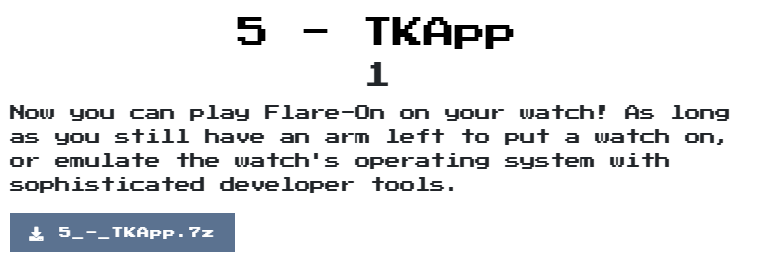 5 - TKApp
1
Now you can play Flare-On on your watch! As long
as you still have an arm left to put a watch on,
or emulate the watch's operating system with
sophisticated developer tools.
5_-_TKApp.7z